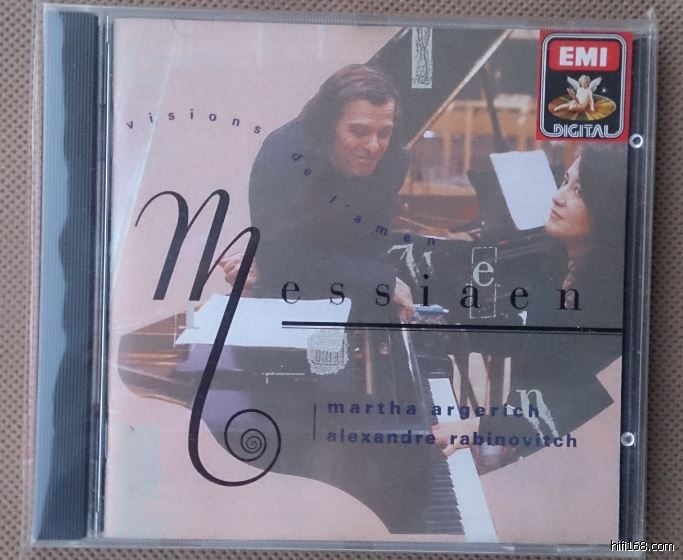 EMI
DIGITAL
visions de l'amen
Messiaen
martha argerich
alexandre rabinovitch
hifi168.com